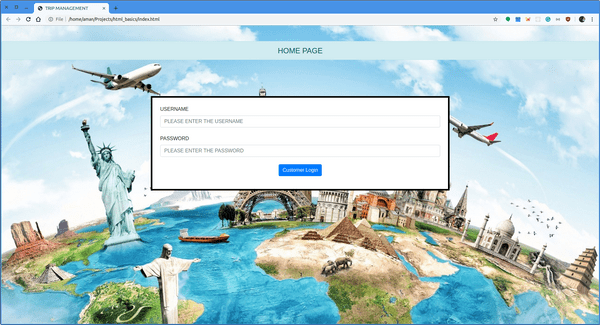 TRIP MANAGEMENT
File
/home/aman/Projects/html_basics/index.html
HOME PAGE
USERNAME
PLEASE ENTER THE USERNAME
PASSWORD
PLEASE ENTER THE PASSWORD
Customer Login